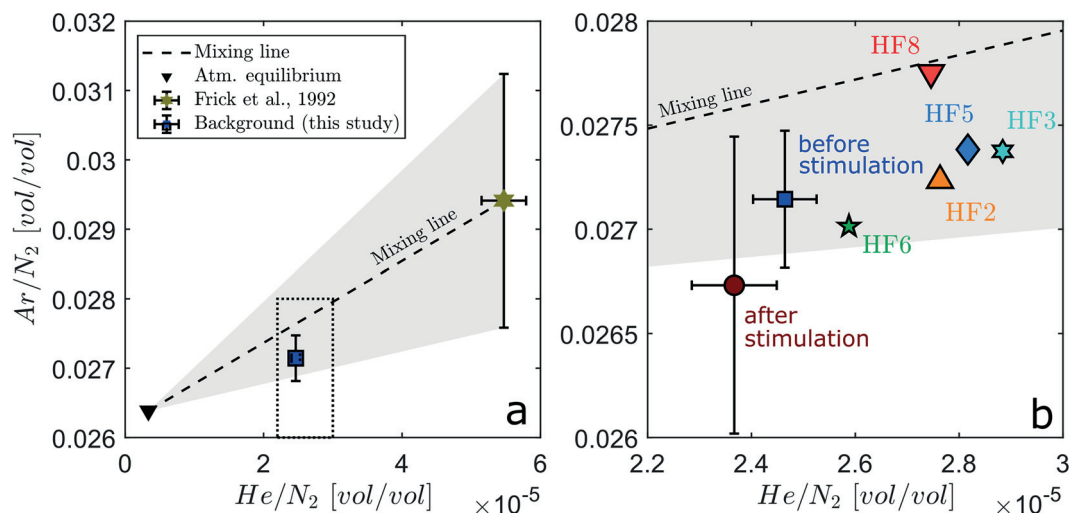 0.032
0.031
0.03
0.029
0.028
0.027
0.026
Ar/N₂ [vol/vol]
Mixing line
Atm. equilibrium
Frick et al., 1992
Background (this study)
Mixing line
a
0
2
4
6
He/N₂ [vol/vol]
×10⁻⁵
0.028
0.0275
0.027
0.0265
0.026
Mixing line
HF8
HF5
HF3
before
stimulation
HF2
HF6
after
stimulation
b
2.2
2.4
2.6
2.8
3
He/N₂ [vol/vol]
×10⁻⁵